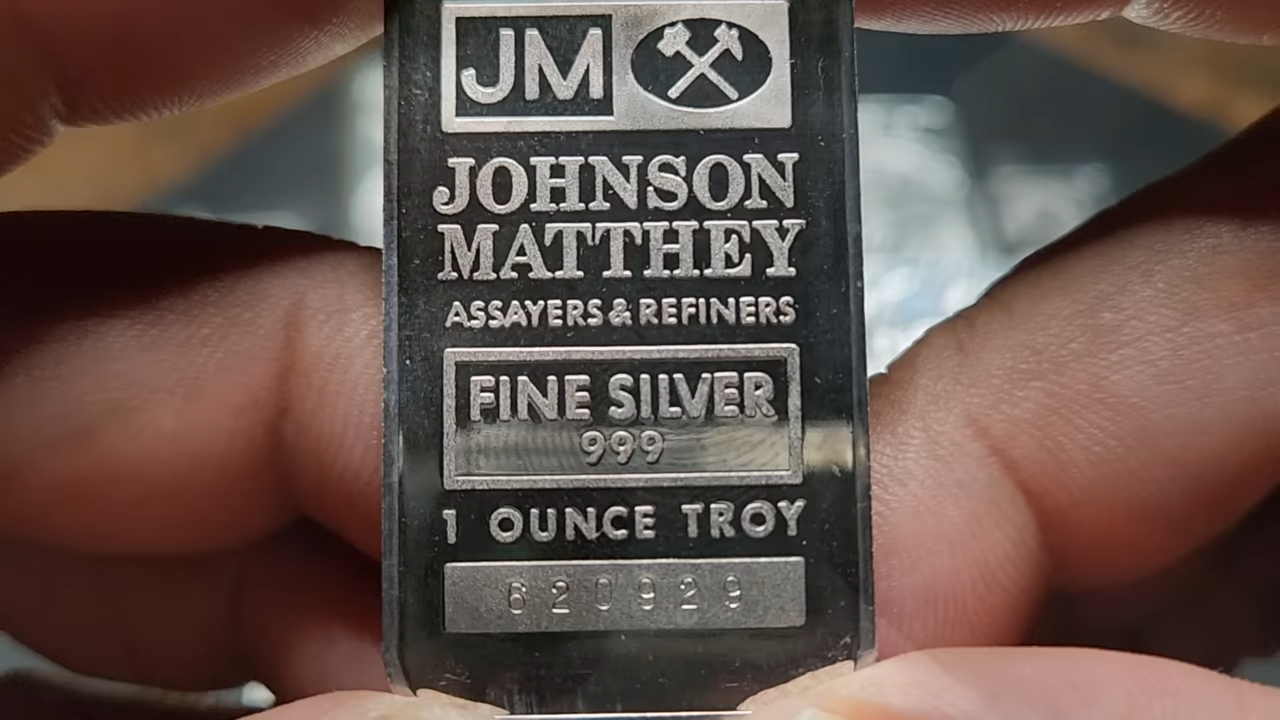 JM
JOHNSON
MATTHEY
ASSAYERS & REFINERS
FINE SILVER
999
1 OUNCE TROY
620929